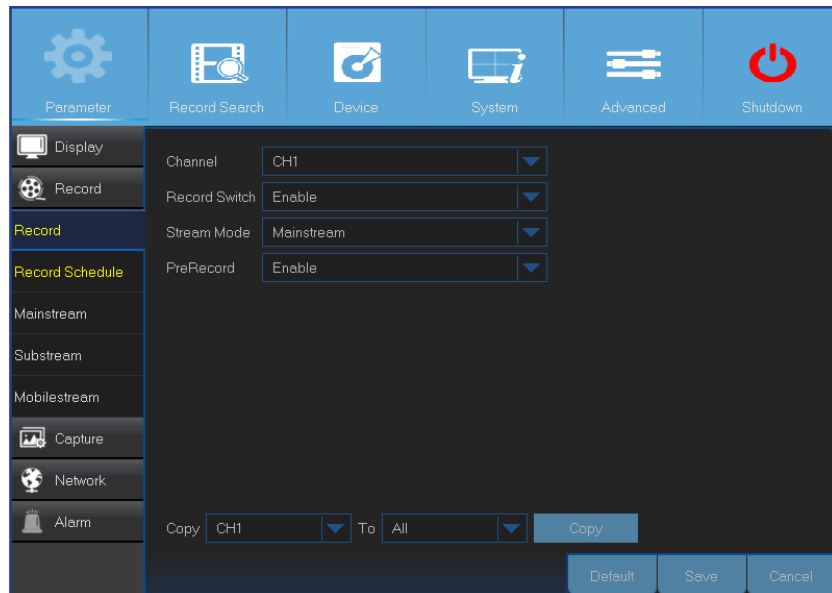 Parameter
Record Search
Device
System
Advanced
Shutdown
Display
Record
Record
Record Schedule
Mainstream
Substream
Mobilestream
Capture
Network
Alarm
Channel CH1
Record Switch Enable
Stream Mode Mainstream
PreRecord Enable
Copy CH1 To All Copy
Default Save Cancel